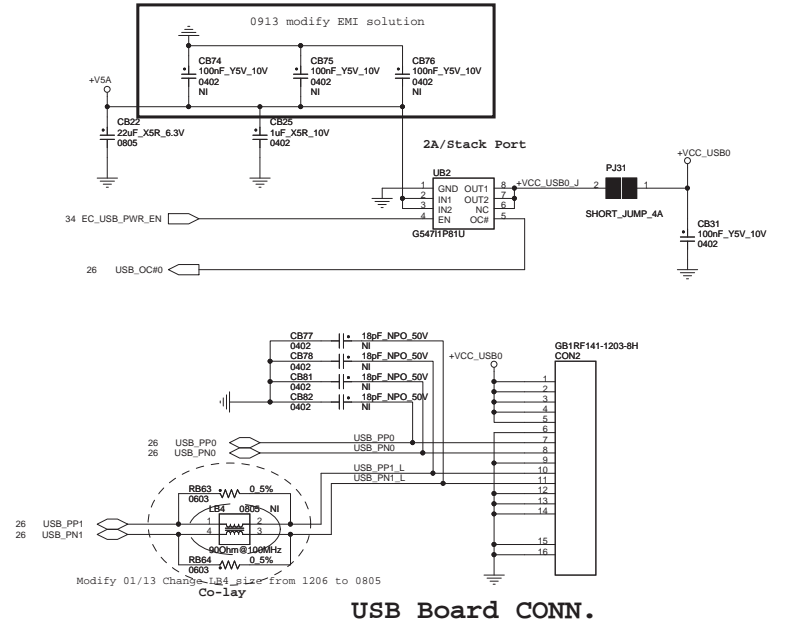 0913 modify EMI solution
+V5A
CB74
100nF_Y5V_10V
0402
NI
CB75
100nF_Y5V_10V
0402
NI
CB76
100nF_Y5V_10V
0402
NI
CB22
22uF_X5R_6.3V
0805
CB25
1uF_X5R_10V
0402
2A/Stack Port
UB2
1 GND OUT1 8
2 IN1 OUT2 7
3 IN2 NC 6
4 EN OC# 5
G547I1P81U
+VCC_USB0_J
PJ31
2 1
SHORT_JUMP_4A
+VCC_USB0
CB31
100nF_Y5V_10V
0402
34 EC_USB_PWR_EN
26 USB_OC#0
CB77 18pF_NPO_50V
0402 NI
CB78 18pF_NPO_50V
0402 NI
CB81 18pF_NPO_50V
0402 NI
CB82 18pF_NPO_50V
0402 NI
+VCC_USB0
GB1RF141-1203-8H
CON2
1
2
3
4
5
6
7
8
9
10
11
12
13
14
15
16
26 USB_PP0 USB_PP0
26 USB_PN0 USB_PN0
USB_PP1_L
USB_PN1_L
RB63 0_5%
0603
LB4 0805 NI
26 USB_PP1 1 2
26 USB_PN1 4 3
90Ohm@100MHz
RB64 0_5%
0603
Modify 01/13 Change LB4 size from 1206 to 0805
Co-lay
USB Board CONN.